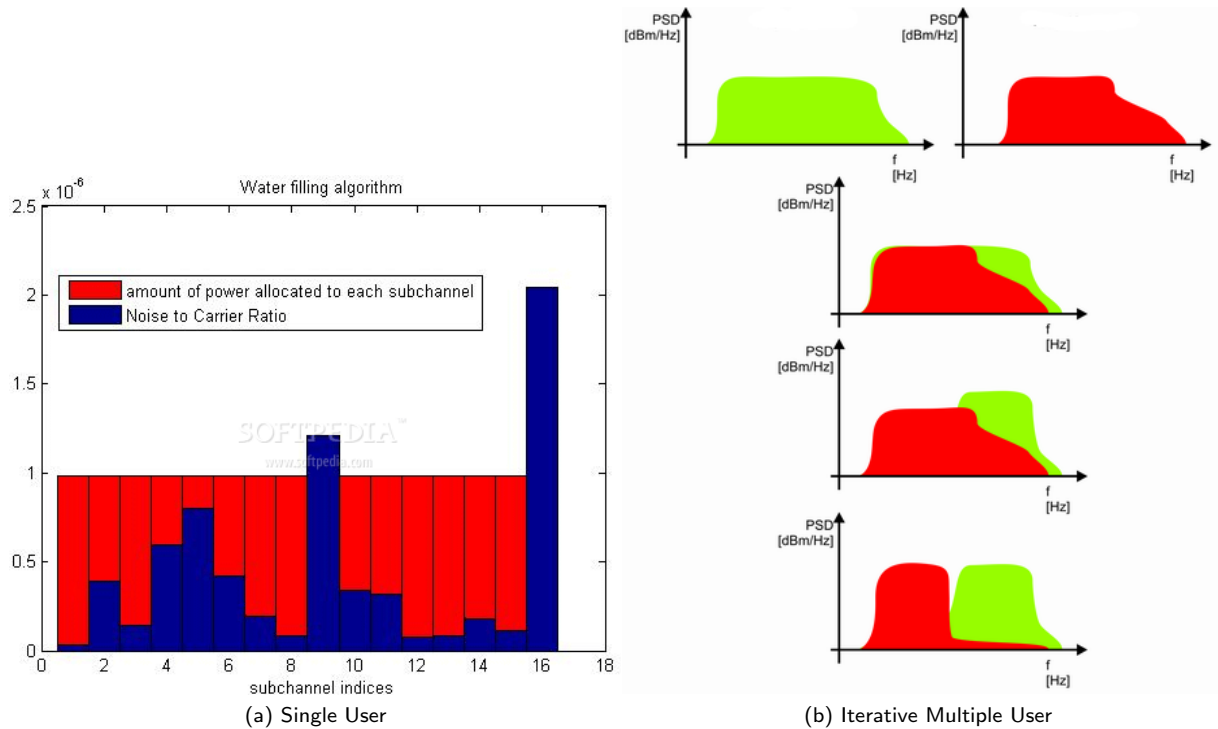 Water filling algorithm
x 10^-6
2.5
2
1.5
1
0.5
0
amount of power allocated to each subchannel
Noise to Carrier Ratio
SOFTPEDIA™
www.softpedia.com
0 2 4 6 8 10 12 14 16 18
subchannel indices
(a) Single User
PSD
[dBm/Hz]
f
[Hz]
PSD
[dBm/Hz]
f
[Hz]
PSD
[dBm/Hz]
f
[Hz]
PSD
[dBm/Hz]
f
[Hz]
PSD
[dBm/Hz]
f
[Hz]
(b) Iterative Multiple User